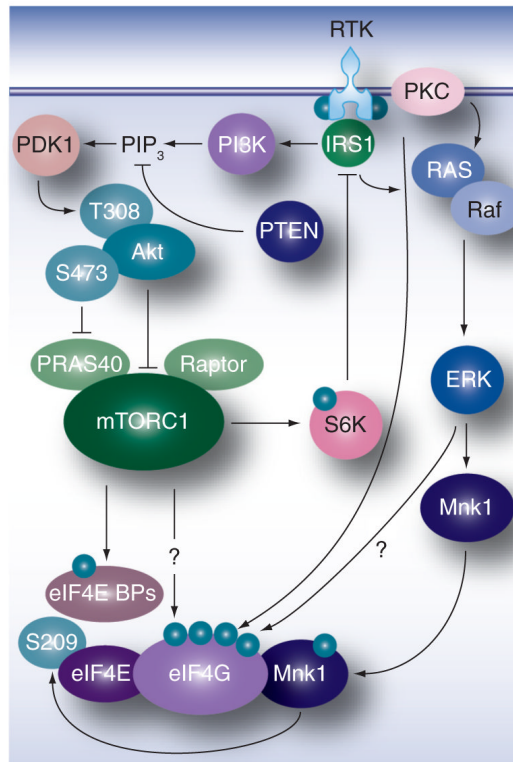 RTK
PKC
PDK1
PIP3
PI3K
IRS1
RAS
Raf
T308
Akt
PTEN
S473
PRAS40
Raptor
mTORC1
S6K
ERK
Mnk1
?
?
eIF4E BPs
S209
eIF4E
eIF4G
Mnk1